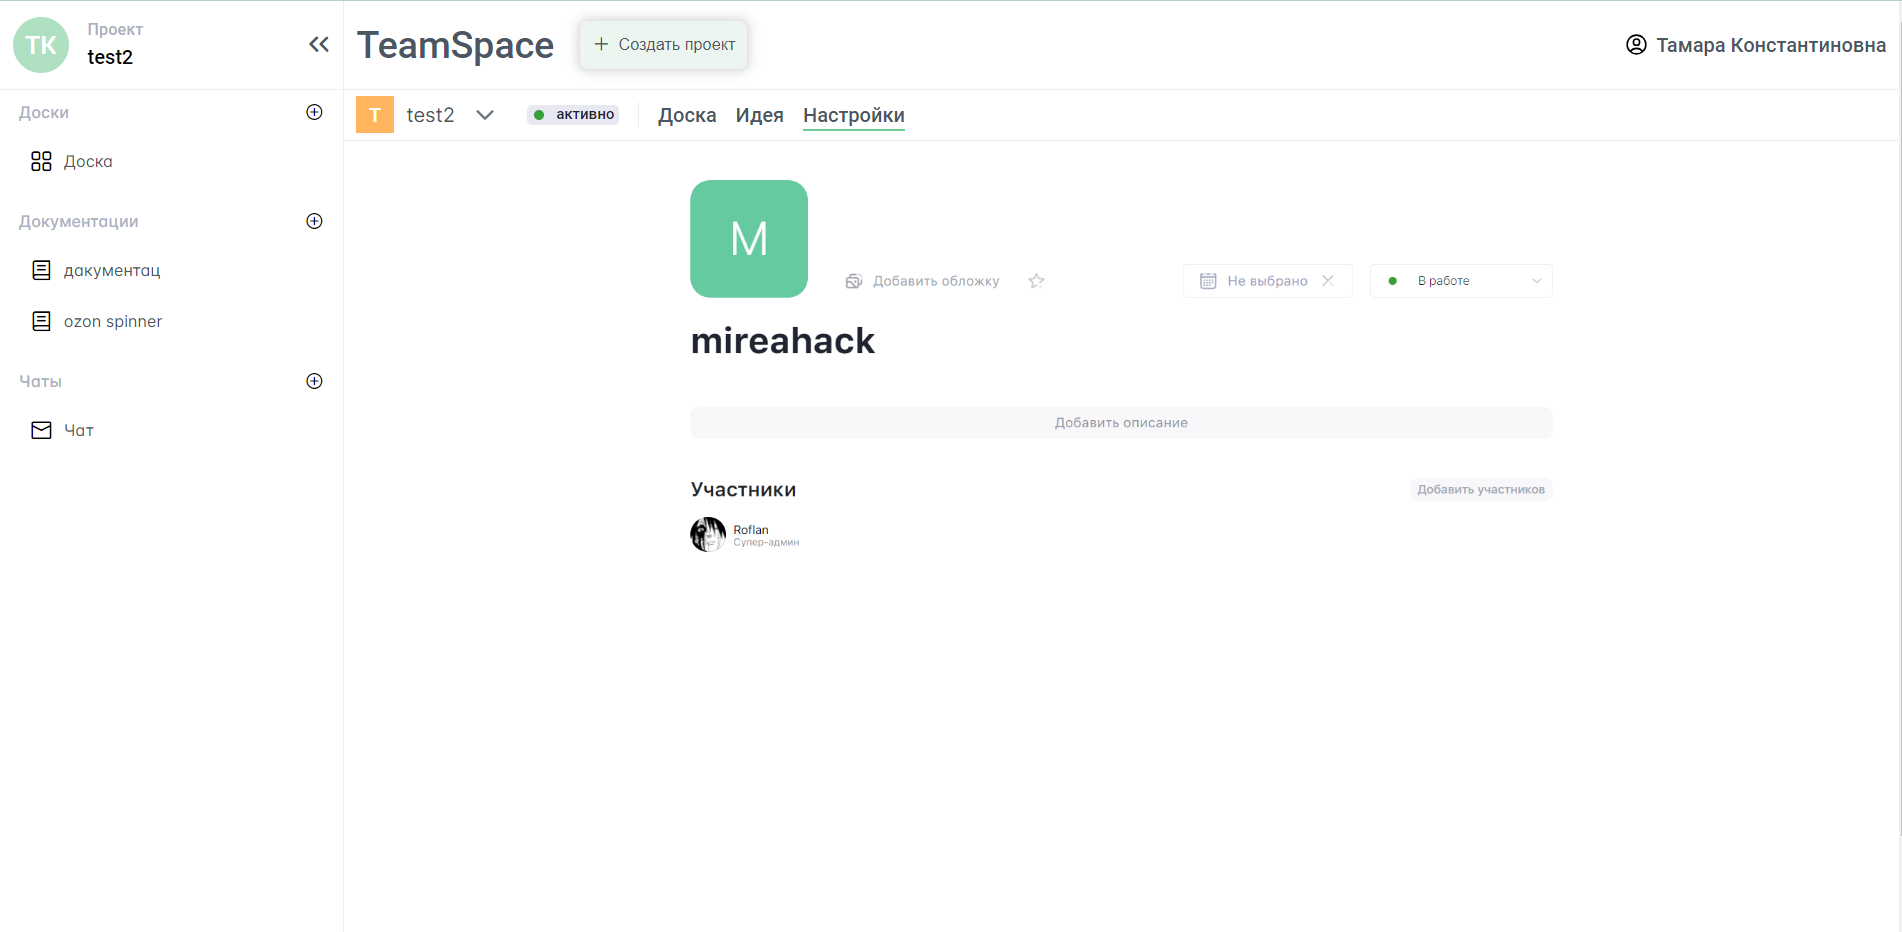 ТК
Проект
test2
TeamSpace
Создать проект
Тамара Константиновна
Доски
Доска
Документации
дакументац
ozon spinner
Чаты
Чат
T
test2
активно
Доска
Идея
Настройки
M
Добавить обложку
Не выбрано
В работе
mireahack
Добавить описание
Участники
Добавить участников
Roflan
Супер-админ